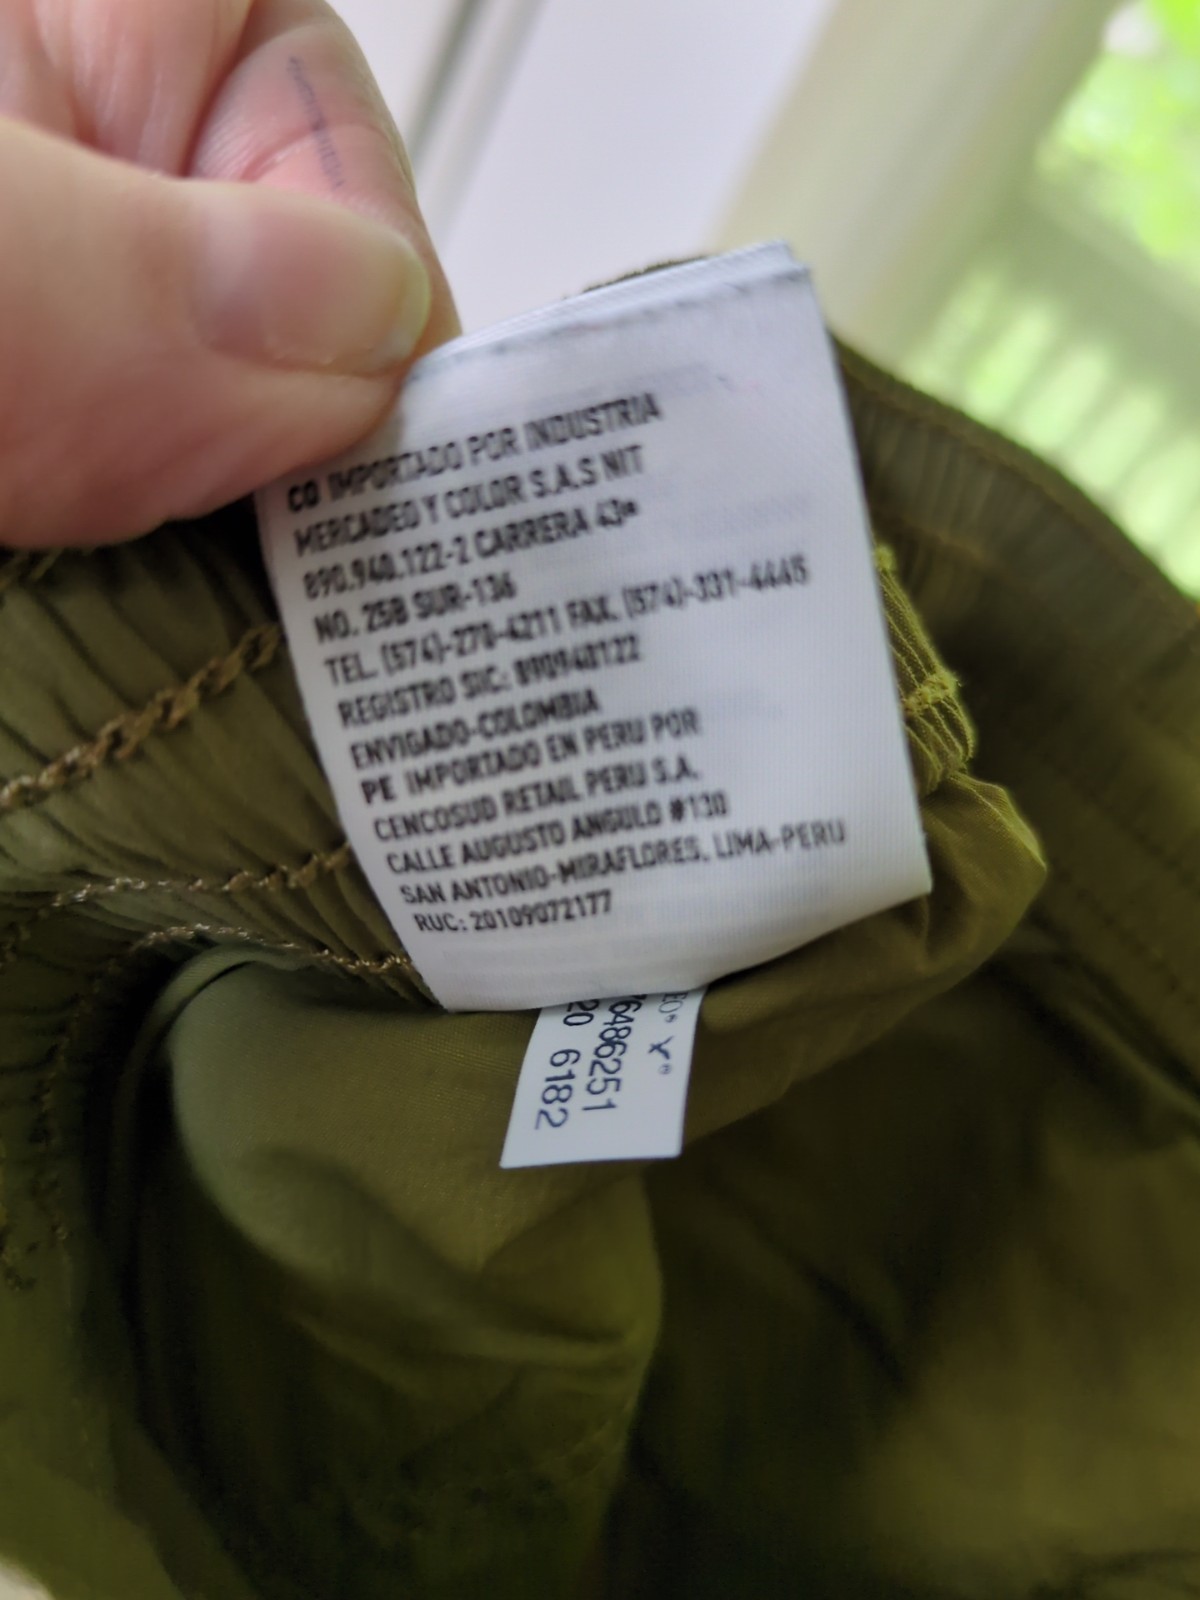 CO IMPORTADO POR INDUSTRIA
MERCADEO Y COLOR S.A.S NIT
890.940.122-2 CARRERA 43ª
NO. 25B SUR-136
TEL. (574)-270-4211 FAX. (574)-331-4445
REGISTRO SIC: 890940122
ENVIGADO-COLOMBIA
PE IMPORTADO EN PERU POR
CENCOSUD RETAIL PERU S.A.
CALLE AUGUSTO ANGULO #130
SAN ANTONIO-MIRAFLORES, LIMA-PERU
RUC: 20109072177
6486251
20 6182